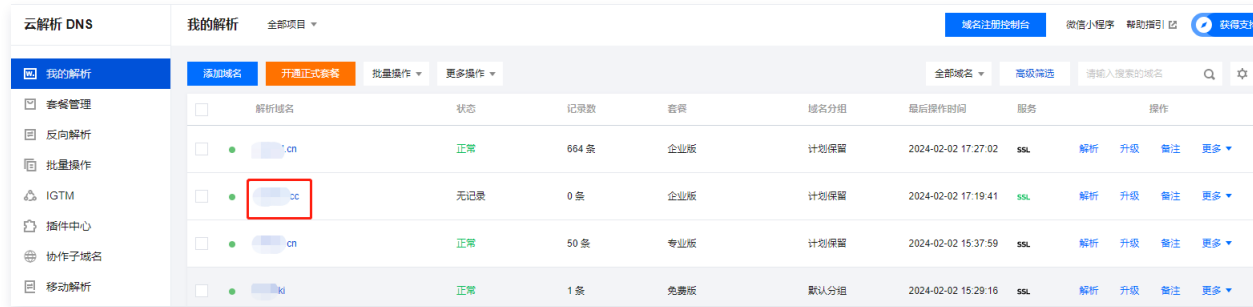 云解析 DNS
我的解析 全部项目
域名注册控制台 微信小程序 帮助指引 获得支持
我的解析
套餐管理
反向解析
批量操作
IGTM
插件中心
协作子域名
移动解析
添加域名 开通正式套餐 批量操作 更多操作 全部域名 高级筛选 请输入搜索的域名
解析域名 状态 记录数 套餐 域名分组 最后操作时间 服务 操作
.cn 正常 664 条 企业版 计划保留 2024-02-02 17:27:02 SSL 解析 升级 备注 更多
cc 无记录 0 条 企业版 计划保留 2024-02-02 17:19:41 SSL 解析 升级 备注 更多
cn 正常 50 条 专业版 计划保留 2024-02-02 15:37:59 SSL 解析 升级 备注 更多
ki 正常 1 条 免费版 默认分组 2024-02-02 15:29:16 SSL 解析 升级 备注 更多